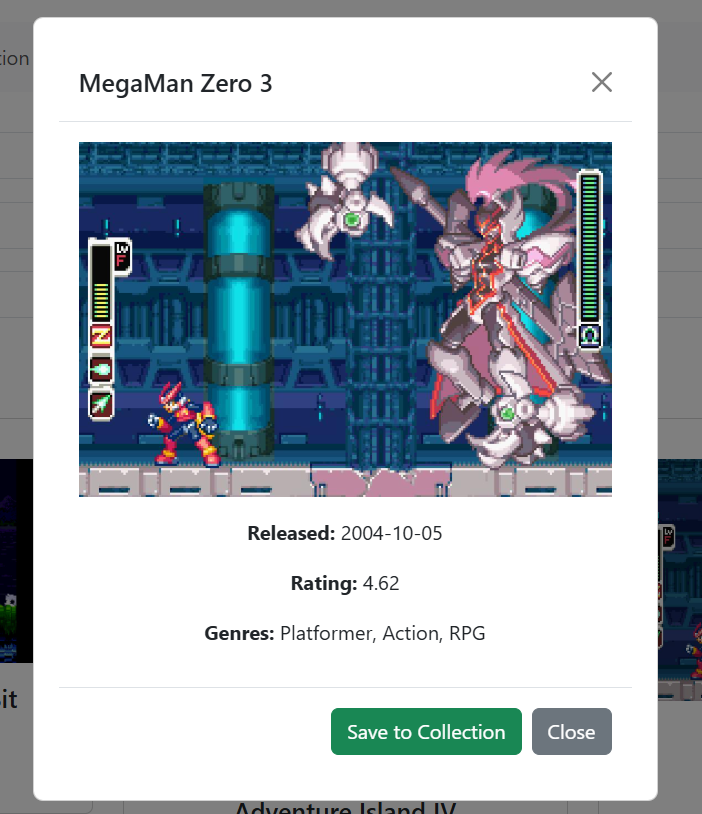 tion
MegaMan Zero 3
Lv
F
Z
Ω
Released: 2004-10-05
Rating: 4.62
Genres: Platformer, Action, RPG
it
Save to Collection
Close
Adventure Island IV